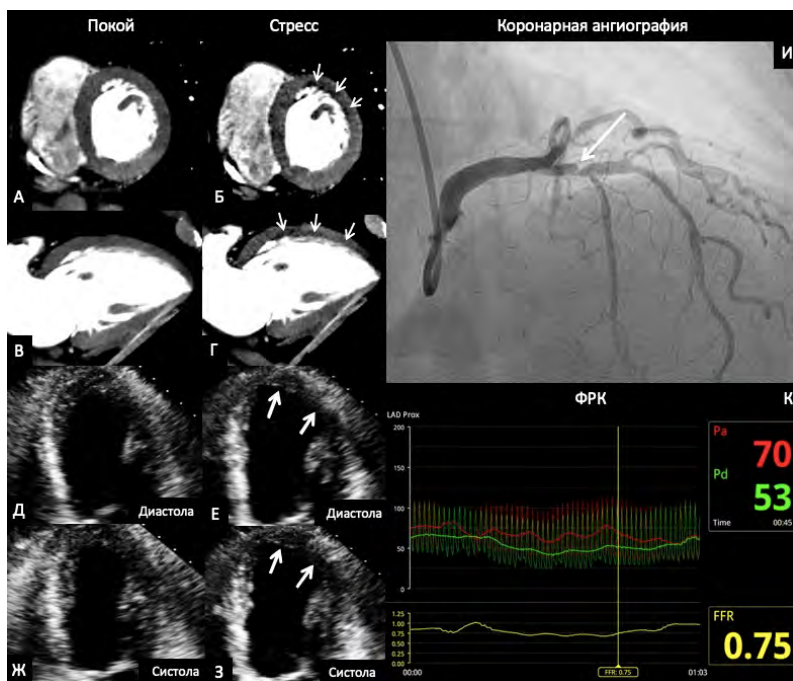 Покой
Стресс
Коронарная ангиография
И
А
Б
В
Г
Д
Диастола
Е
Диастола
Ж
Систола
З
Систола
ФРК
К
LAD Prox
200
150
100
50
0
Pa
70
Pd
53
Time
00:45
1.25
1.00
0.75
0.50
0.25
0.00
00:00
FFR: 0.75
01:03
FFR
0.75